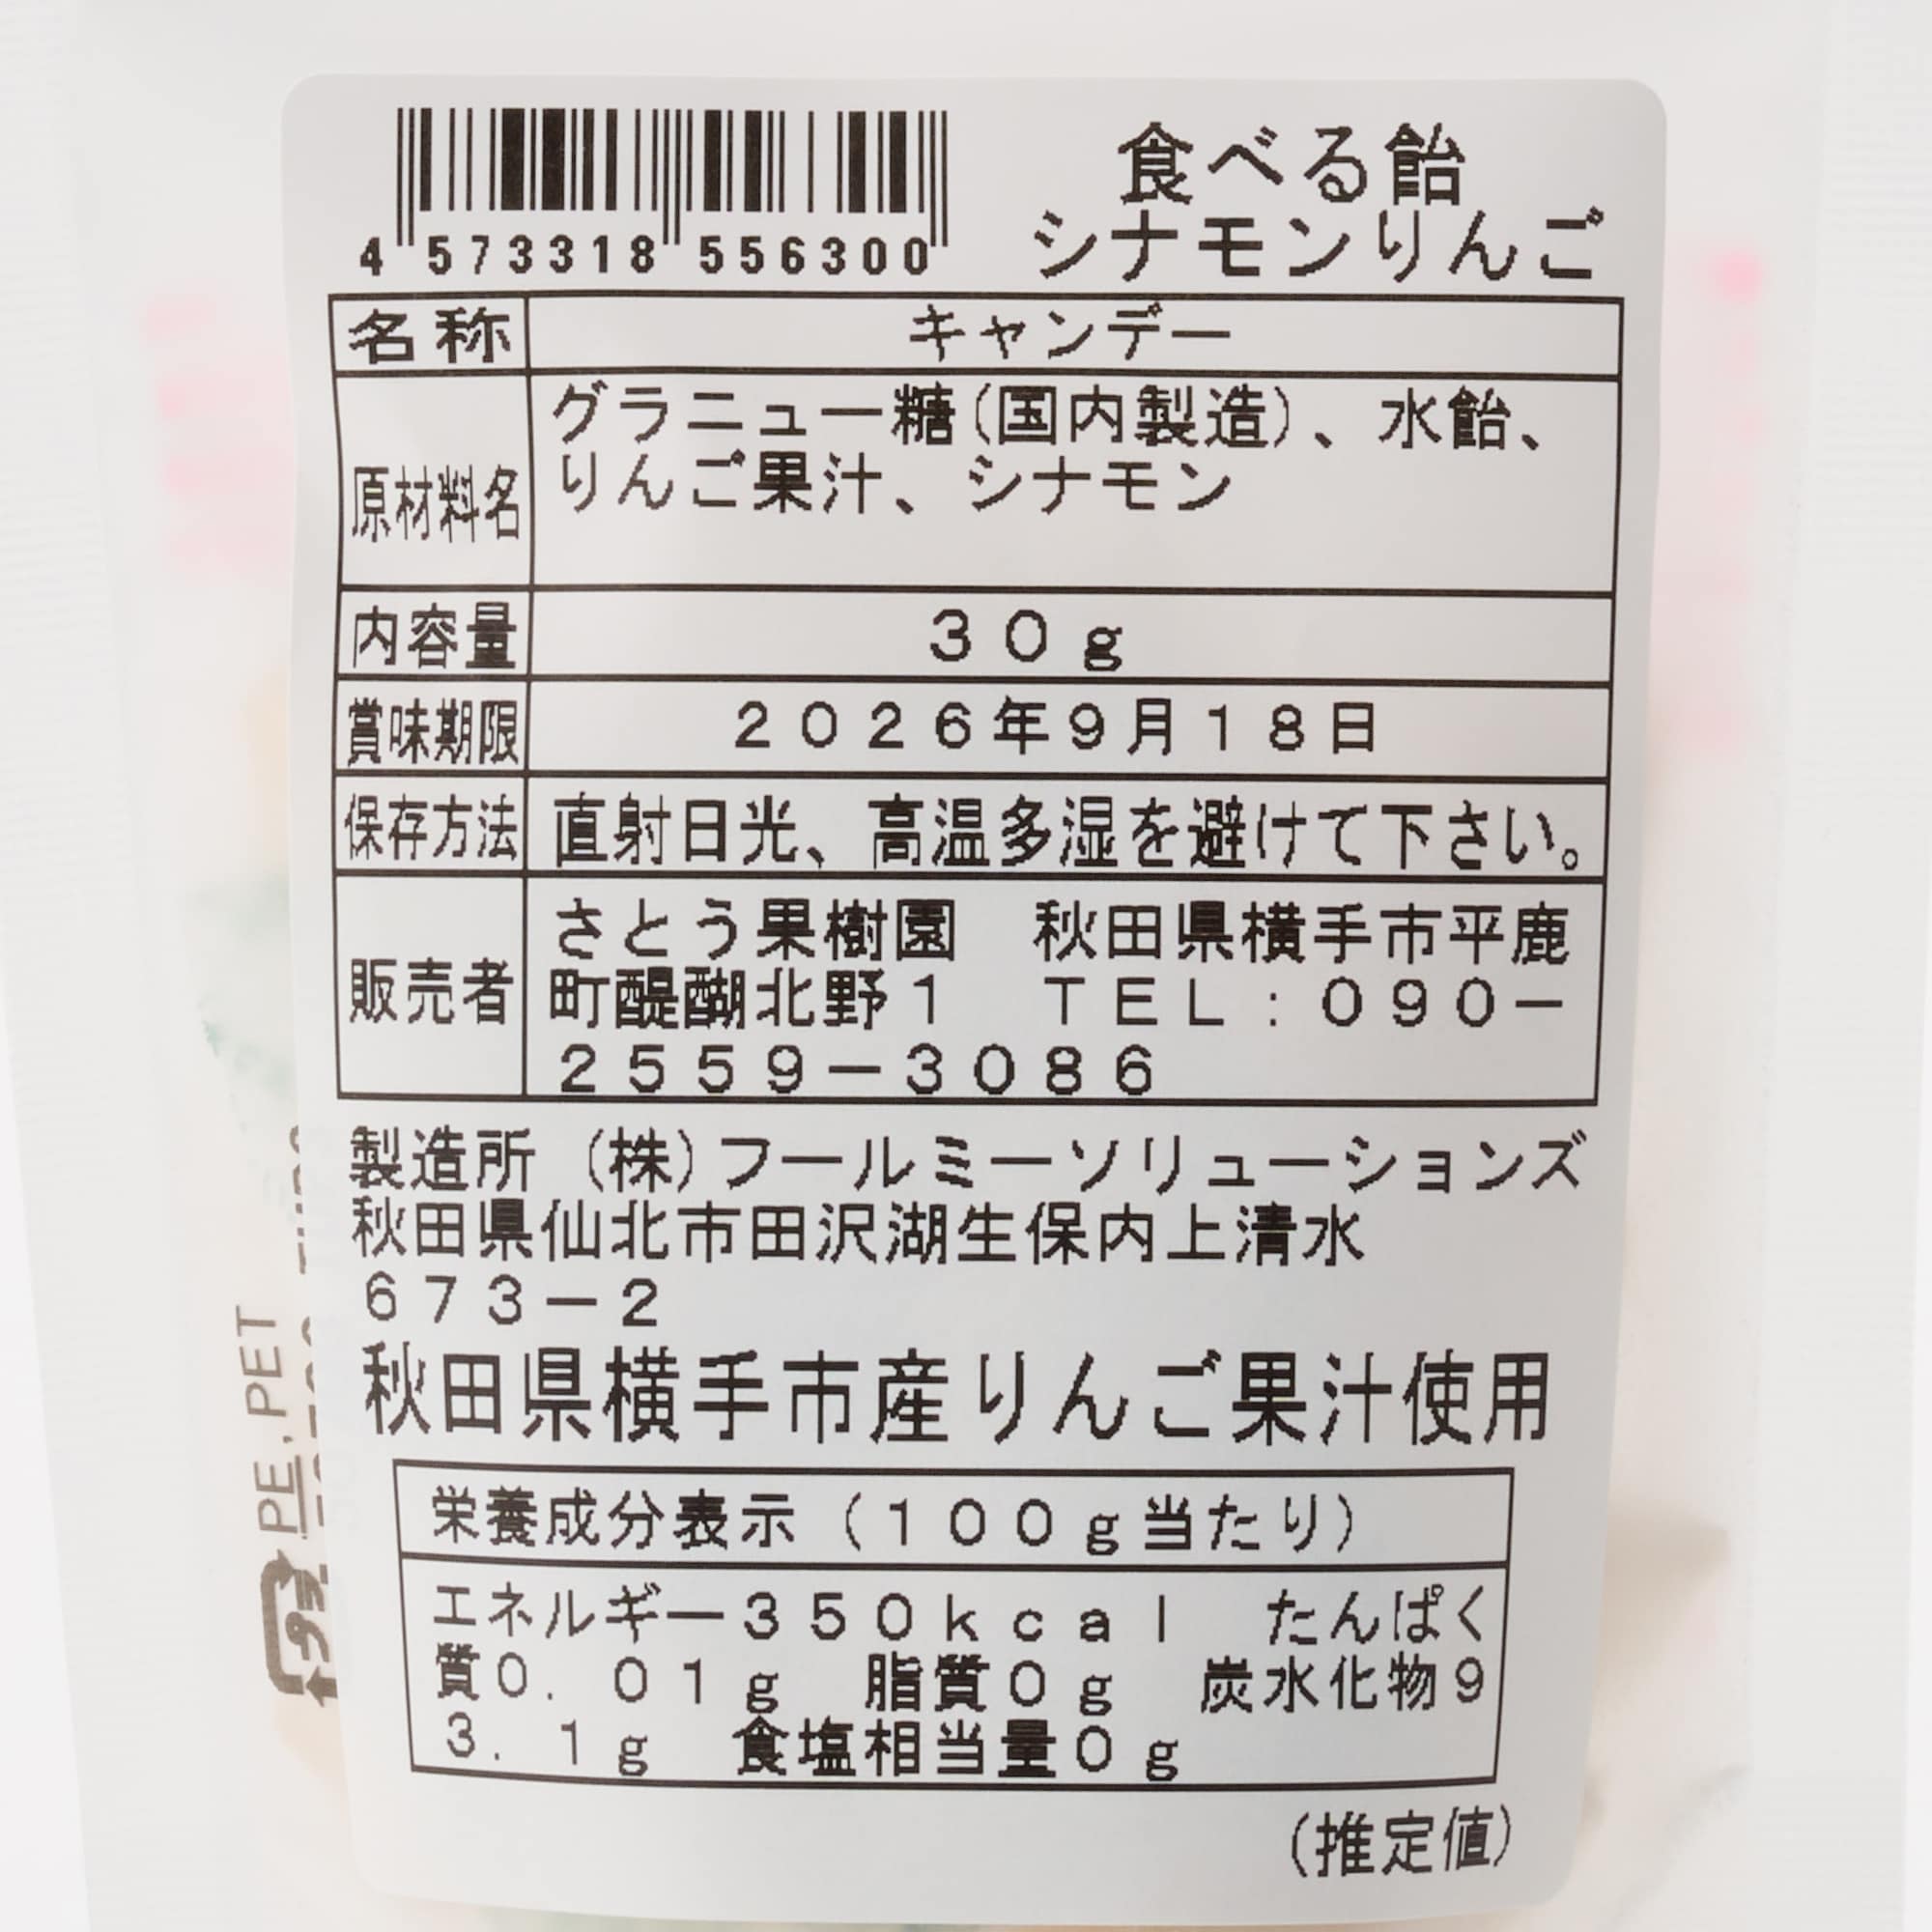 食べる飴
シナモンりんご
4 573318 556300
名称 キャンデー
原材料名 グラニュー糖(国内製造)、水飴、
りんご果汁、シナモン
内容量 30g
賞味期限 2026年9月18日
保存方法 直射日光、高温多湿を避けて下さい。
販売者 さとう果樹園 秋田県横手市平鹿
町醍醐北野1 TEL:090-
2559-3086
製造所 (株)フールミーソリューションズ
秋田県仙北市田沢湖生保内上清水
673-2
秋田県横手市産りんご果汁使用
栄養成分表示(100g当たり)
エネルギー350kcal たんぱく
質0.01g 脂質0g 炭水化物9
3.1g 食塩相当量0g
(推定値)
プラ PE,PET